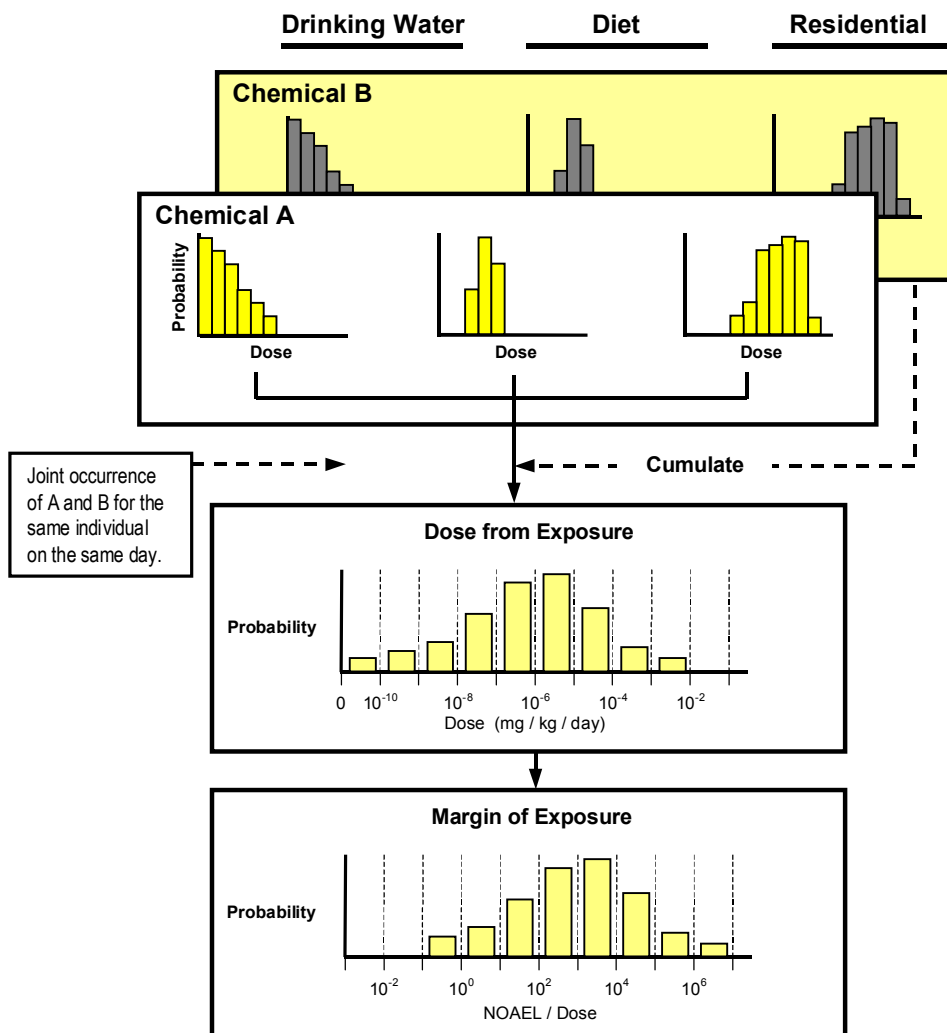 Drinking Water Diet Residential
Chemical B
Chemical A
Probability
Dose Dose Dose
Joint occurrence
of A and B for the
same individual
on the same day.
Cumulate
Dose from Exposure
Probability
0 10⁻¹⁰ 10⁻⁸ 10⁻⁶ 10⁻⁴ 10⁻²
Dose (mg / kg / day)
Margin of Exposure
Probability
10⁻² 10⁰ 10² 10⁴ 10⁶
NOAEL / Dose